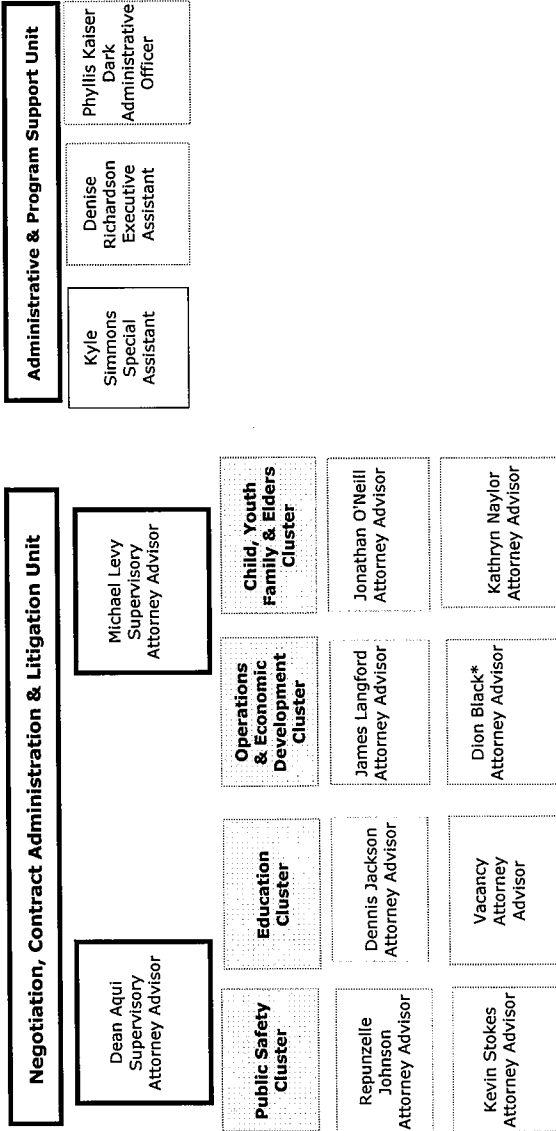 Negotiation, Contract Administration & Litigation Unit
Dean Aqui
Supervisory
Attorney Advisor
Michael Levy
Supervisory
Attorney Advisor
Public Safety
Cluster
Education
Cluster
Operations
& Economic
Development
Cluster
Child, Youth
Family & Elders
Cluster
Repunzelle
Johnson
Attorney Advisor
Dennis Jackson
Attorney Advisor
James Langford
Attorney Advisor
Jonathan O'Neill
Attorney Advisor
Kevin Stokes
Attorney Advisor
Vacancy
Attorney
Advisor
Dion Black*
Attorney Advisor
Kathryn Naylor
Attorney Advisor
Administrative & Program Support Unit
Kyle
Simmons
Special
Assistant
Denise
Richardson
Executive
Assistant
Phyllis Kaiser
Dark
Administrative
Officer